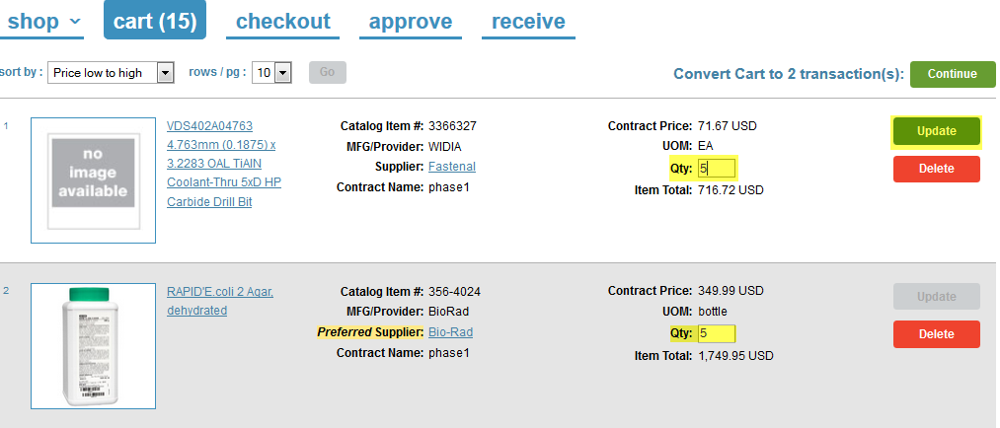 shop cart (15) checkout approve receive
sort by : Price low to high rows / pg : 10 Go Convert Cart to 2 transaction(s): Continue
1
no
image
available
VDS402A04763
4.763mm (0.1875) x
3.2283 OAL TiAIN
Coolant-Thru 5xD HP
Carbide Drill Bit
Catalog Item #: 3366327
MFG/Provider: WIDIA
Supplier: Fastenal
Contract Name: phase1
Contract Price: 71.67 USD
UOM: EA
Qty: 5
Item Total: 716.72 USD
Update
Delete
2
RAPID'E.coli 2 Agar,
dehydrated
Catalog Item #: 356-4024
MFG/Provider: BioRad
Preferred Supplier: Bio-Rad
Contract Name: phase1
Contract Price: 349.99 USD
UOM: bottle
Qty: 5
Item Total: 1,749.95 USD
Update
Delete